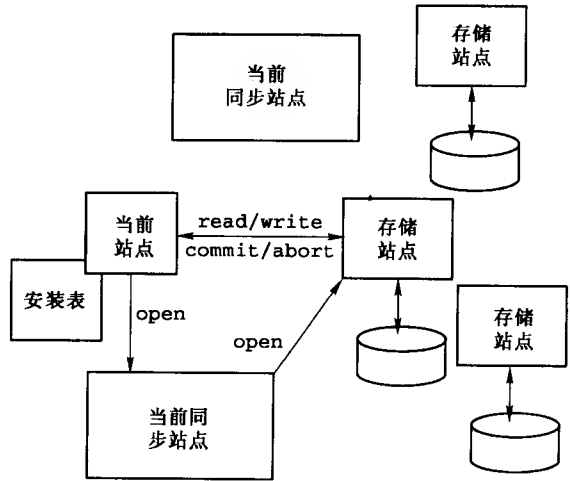 存储
站点
当前
同步站点
当前
站点
read/write
commit/abort
存储
站点
安装表
open
open
存储
站点
当前同
步站点